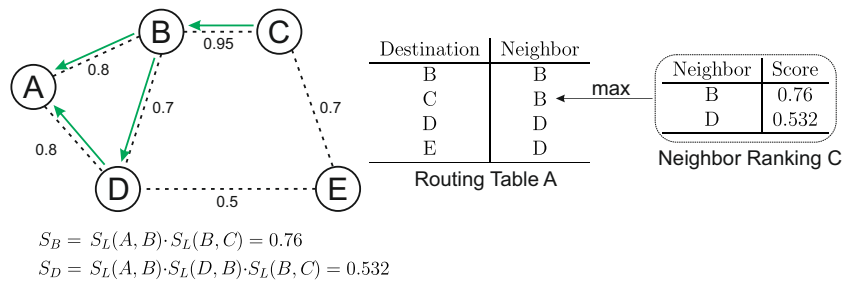 B
C
0.95
0.8
A
0.7
0.7
0.8
D
E
0.5
S_B = S_L(A, B)·S_L(B, C) = 0.76
S_D = S_L(A, B)·S_L(D, B)·S_L(B, C) = 0.532
Destination Neighbor
B B
C B
D D
E D
Routing Table A
max
Neighbor Score
B 0.76
D 0.532
Neighbor Ranking C